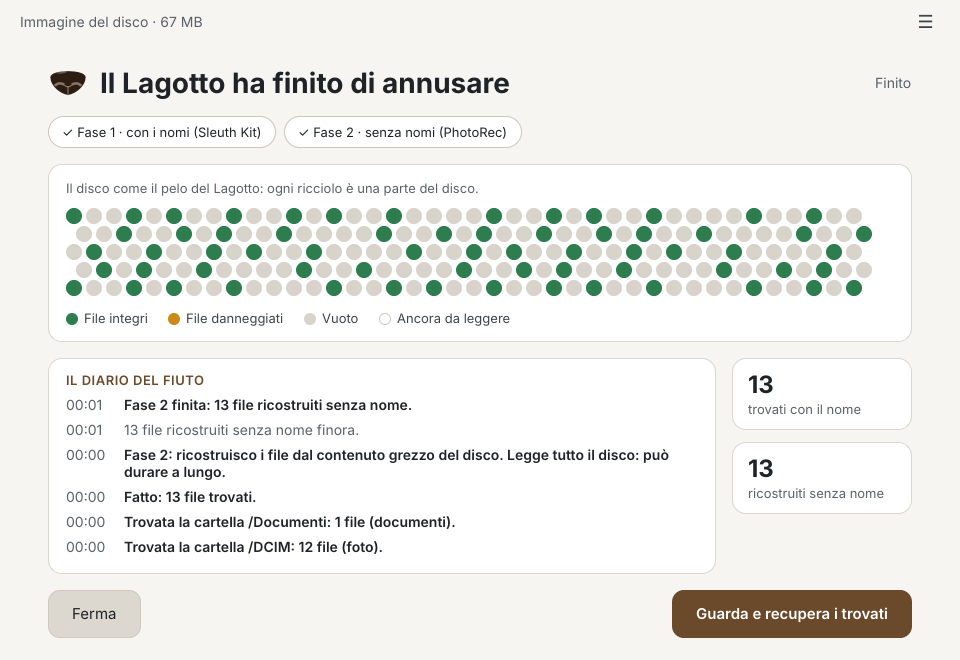 Immagine del disco · 67 MB
Il Lagotto ha finito di annusare
Finito
✓ Fase 1 · con i nomi (Sleuth Kit)
✓ Fase 2 · senza nomi (PhotoRec)
Il disco come il pelo del Lagotto: ogni ricciolo è una parte del disco.
File integri
File danneggiati
Vuoto
Ancora da leggere
IL DIARIO DEL FIUTO
00:01 Fase 2 finita: 13 file ricostruiti senza nome.
00:01 13 file ricostruiti senza nome finora.
00:00 Fase 2: ricostruisco i file dal contenuto grezzo del disco. Legge tutto il disco: può
durare a lungo.
00:00 Fatto: 13 file trovati.
00:00 Trovata la cartella /Documenti: 1 file (documenti).
00:00 Trovata la cartella /DCIM: 12 file (foto).
13
trovati con il nome
13
ricostruiti senza nome
Ferma
Guarda e recupera i trovati